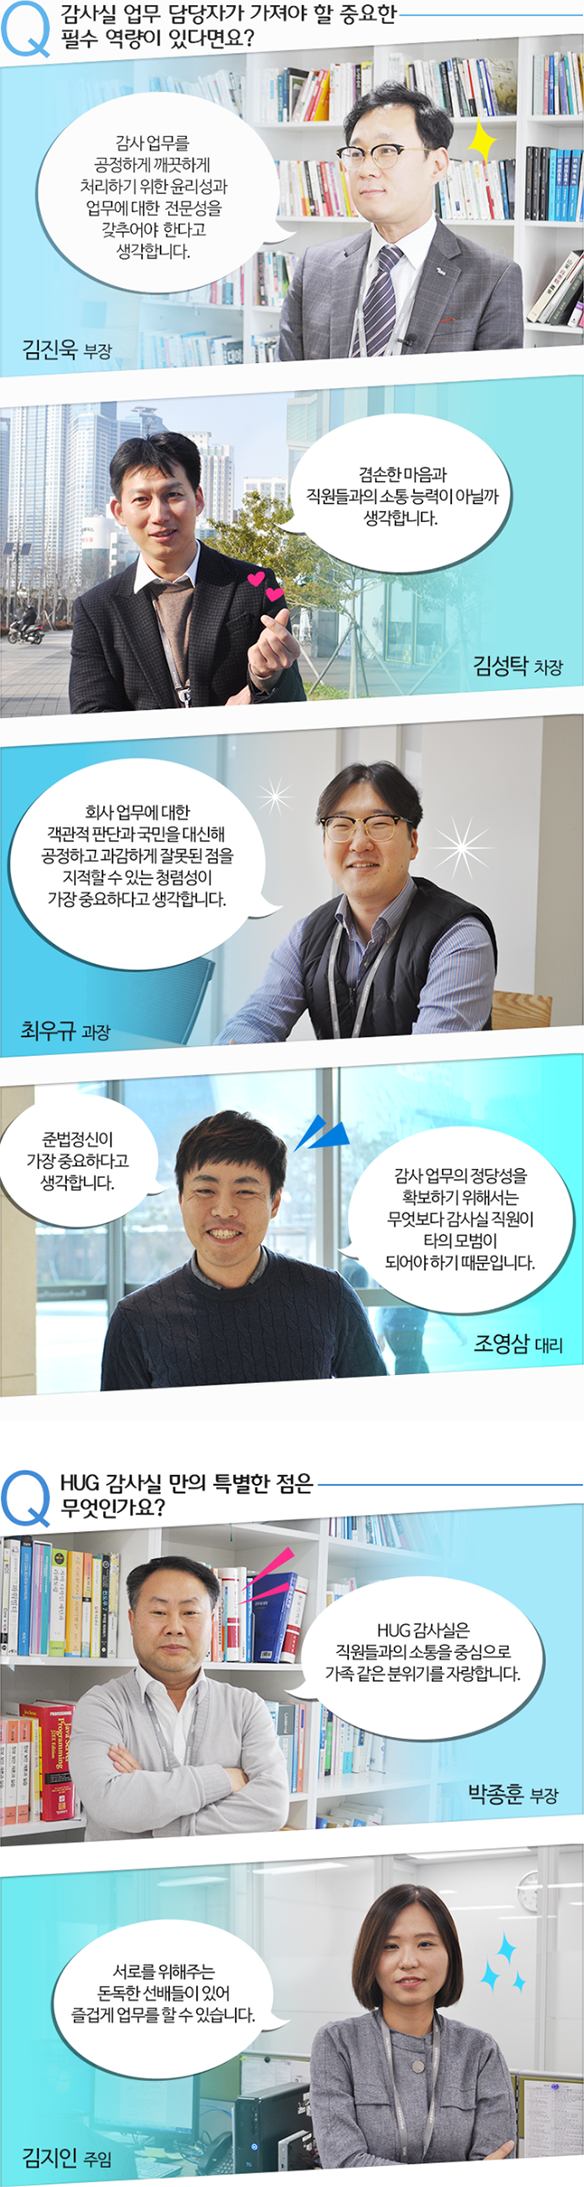 Q 감사실 업무 담당자가 가져야 할 중요한
필수 역량이 있다면요?
감사 업무를
공정하게 깨끗하게
처리하기 위한 윤리성과
업무에 대한 전문성을
갖추어야 한다고
생각합니다.
김진욱 부장
겸손한 마음과
직원들과의 소통 능력이 아닐까
생각합니다.
김성탁 차장
회사 업무에 대한
객관적 판단과 국민을 대신해
공정하고 과감하게 잘못된 점을
지적할 수 있는 청렴성이
가장 중요하다고 생각합니다.
최우규 과장
준법정신이
가장 중요하다고
생각합니다.
감사 업무의 정당성을
확보하기 위해서는
무엇보다 감사실 직원이
타의 모범이
되어야 하기 때문입니다.
조영삼 대리
Q HUG 감사실 만의 특별한 점은
무엇인가요?
HUG 감사실은
직원들과의 소통을 중심으로
가족 같은 분위기를 자랑합니다.
Java Server
Programming
박종훈 부장
서로를 위해주는
돈독한 선배들이 있어
즐겁게 업무를 할 수 있습니다.
김지인 주임